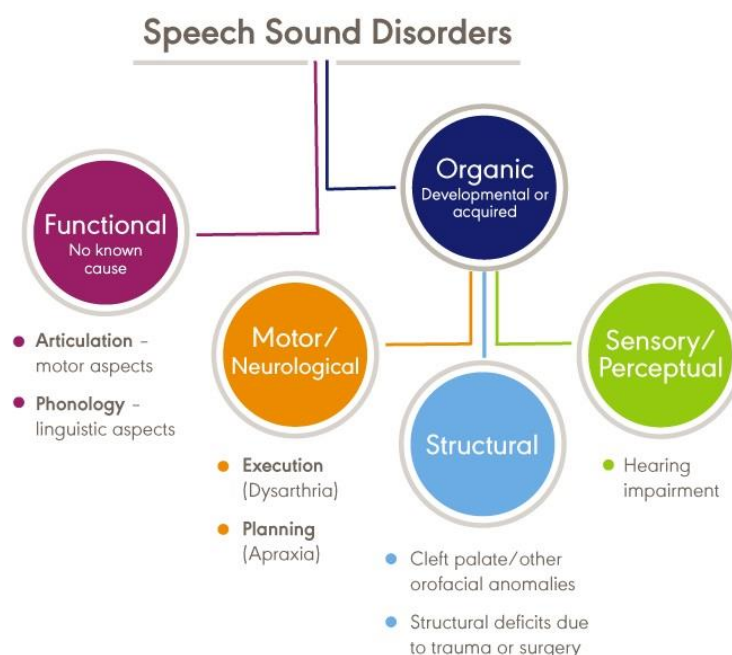 Speech Sound Disorders
Functional
No known
cause
Articulation –
motor aspects
Phonology –
linguistic aspects
Organic
Developmental or
acquired
Motor/
Neurological
Execution
(Dysarthria)
Planning
(Apraxia)
Structural
Cleft palate/other
orofacial anomalies
Structural deficits due
to trauma or surgery
Sensory/
Perceptual
Hearing
impairment